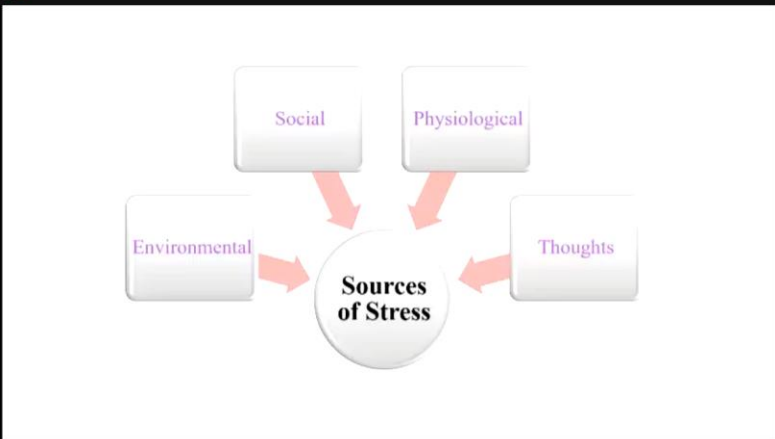 Social
Physiological
Environmental
Thoughts
Sources
of Stress